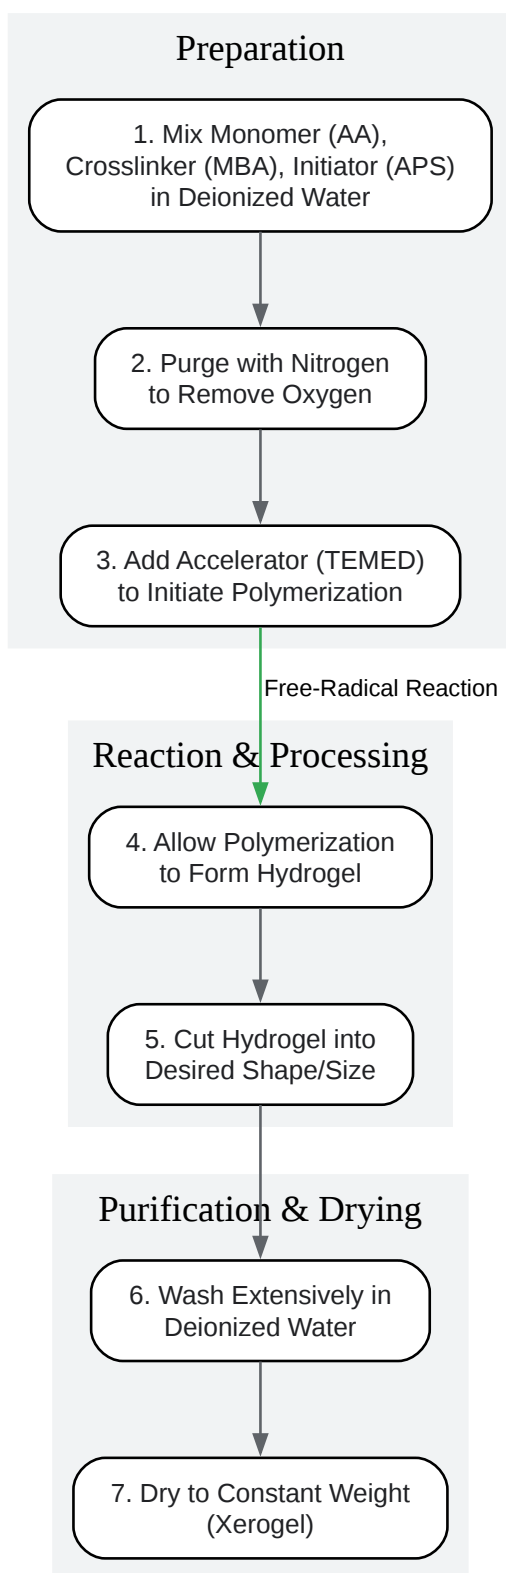 Preparation
1. Mix Monomer (AA),
Crosslinker (MBA), Initiator (APS)
in Deionized Water
2. Purge with Nitrogen
to Remove Oxygen
3. Add Accelerator (TEMED)
to Initiate Polymerization
Free-Radical Reaction
Reaction & Processing
4. Allow Polymerization
to Form Hydrogel
5. Cut Hydrogel into
Desired Shape/Size
Purification & Drying
6. Wash Extensively in
Deionized Water
7. Dry to Constant Weight
(Xerogel)